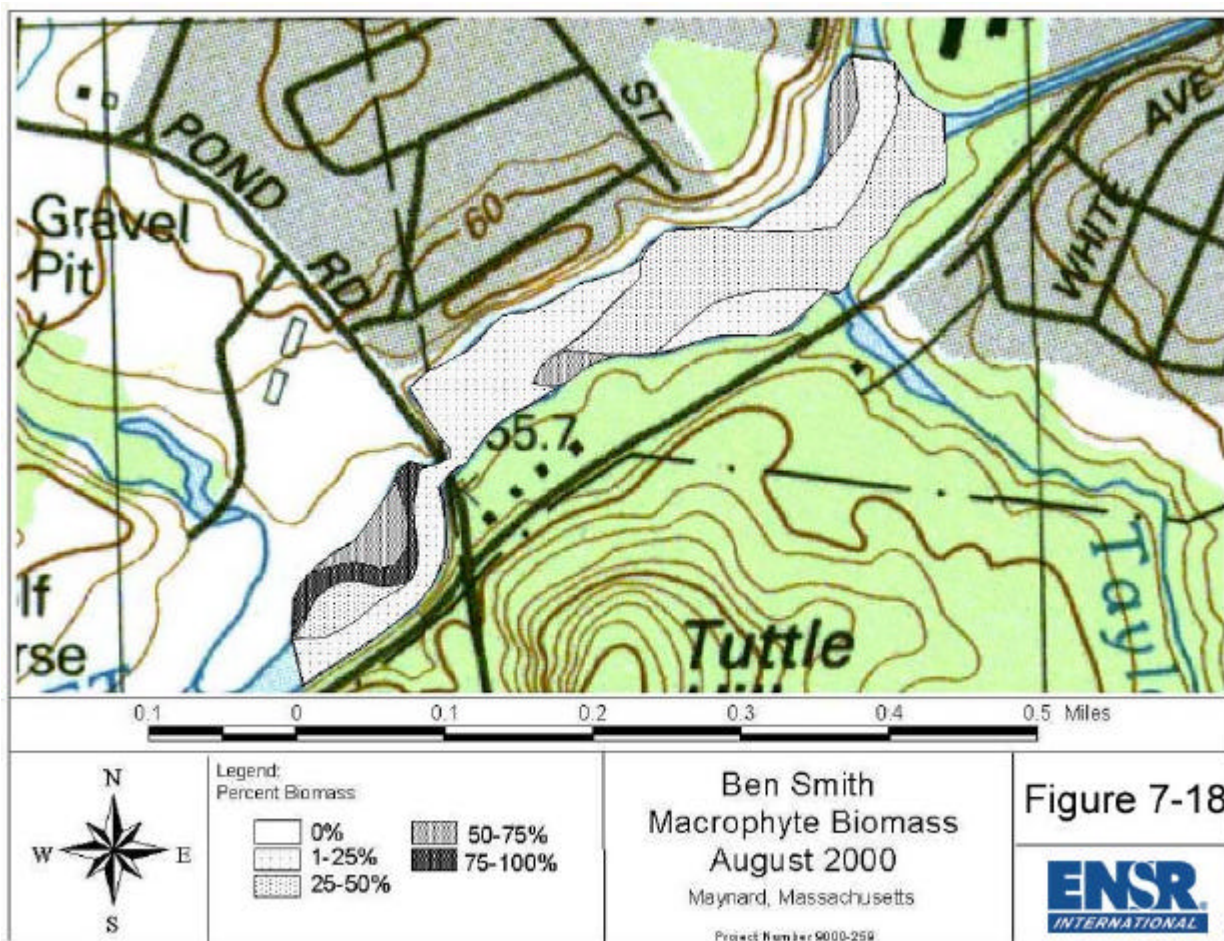 POND
RD
ST
AVE
WHITE
Gravel
Pit
60
55.7
lf
rse
Tuttle
Tayl
0.1 0 0.1 0.2 0.3 0.4 0.5 Miles
N
W E
S
Legend:
Percent Biomass
0%
1-25%
25-50%
50-75%
75-100%
Ben Smith
Macrophyte Biomass
August 2000
Maynard, Massachusetts
Project Number 9000-259
Figure 7-18
ENSR
INTERNATIONAL